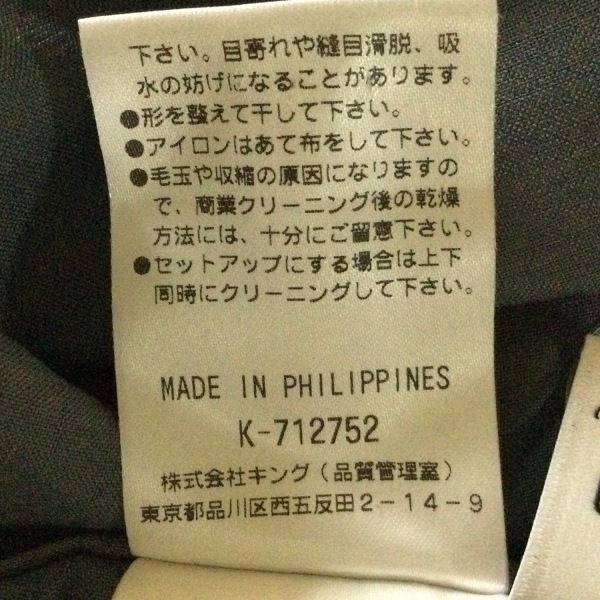 下さい。目寄れや縫目滑脱、吸
水の妨げになることがあります。
●形を整えて干して下さい。
●アイロンはあて布をして下さい。
●毛玉や収縮の原因になりますの
で、商業クリーニング後の乾燥
方法には、十分にご留意下さい。
●セットアップにする場合は上下
同時にクリーニングして下さい。
MADE IN PHILIPPINES
K-712752
株式会社キング(品質管理室)
東京都品川区西五反田2-14-9